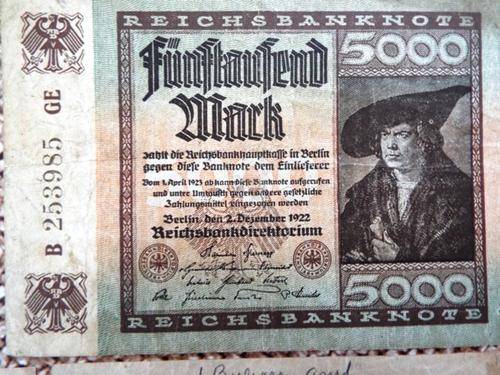 REICHSBANKNOTE
5000
Fünftausend
Mark
zahlt die Reichsbankhauptkasse in Berlin
gegen diese Banknote dem Einlieferer
Vom 1. April 1923 ab kann diese Banknote aufgerufen
und unter Umtausch gegen andere gesetzliche
Zahlungsmittel eingezogen werden
Berlin, den 2. Dezember 1922
Reichsbankdirektorium
B 253985 GE
5000
REICHSBANKNOTE